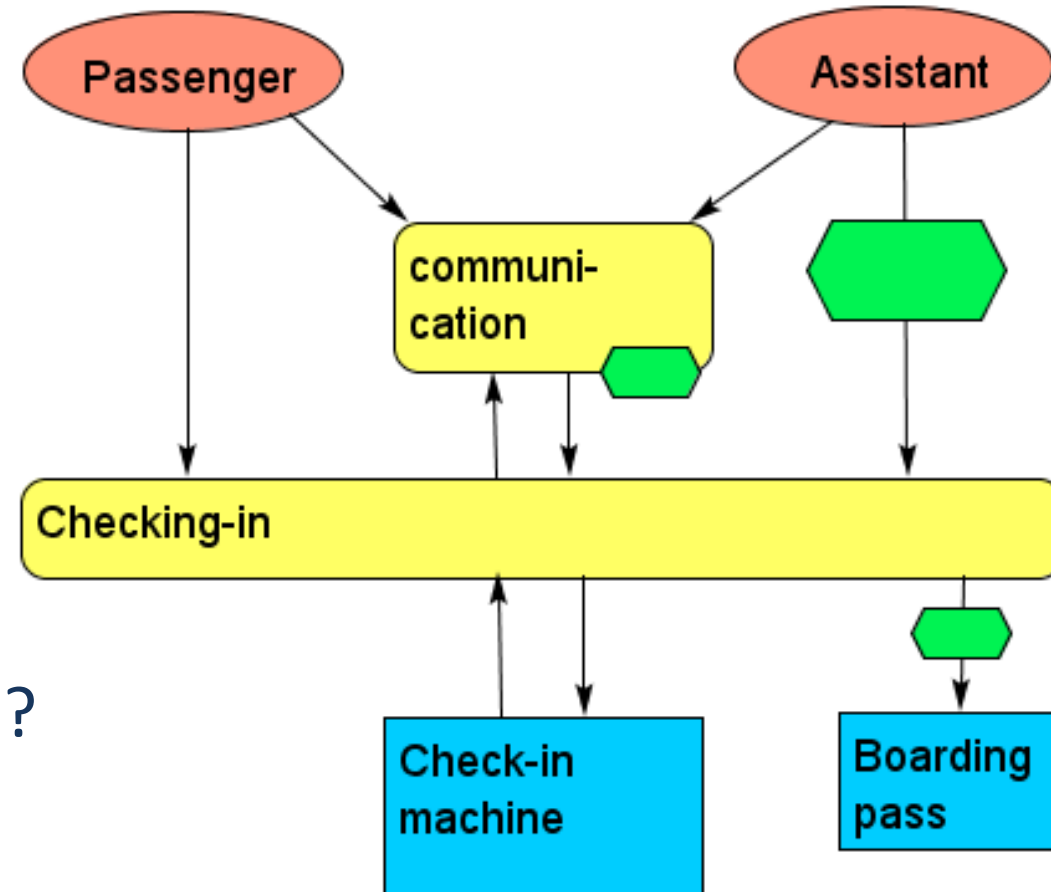 Passenger
Assistant
communi-
cation
Checking-in
?
Check-in
machine
Boarding
pass